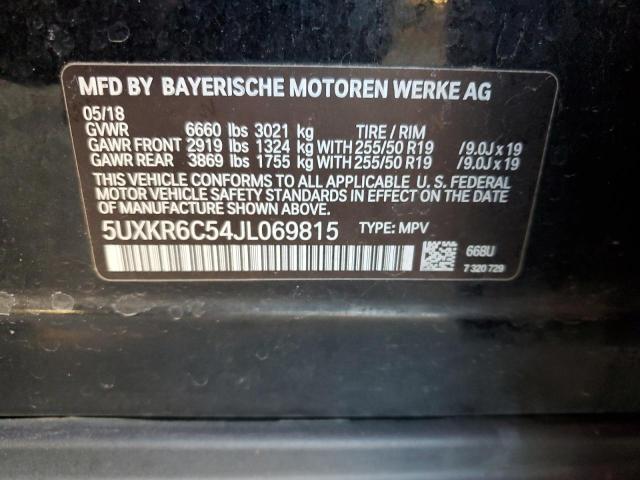 MFD BY BAYERISCHE MOTOREN WERKE AG
05/18
GVWR 6660 lbs 3021 kg TIRE / RIM
GAWR FRONT 2919 lbs 1324 kg WITH 255/50 R19 /9.0J x 19
GAWR REAR 3869 lbs 1755 kg WITH 255/50 R19 /9.0J x 19
THIS VEHICLE CONFORMS TO ALL APPLICABLE U. S. FEDERAL
MOTOR VEHICLE SAFETY STANDARDS IN EFFECT ON THE DATE
OF MANUFACTURE SHOWN ABOVE.
5UXKR6C54JL069815 TYPE: MPV
668U
7 320 729